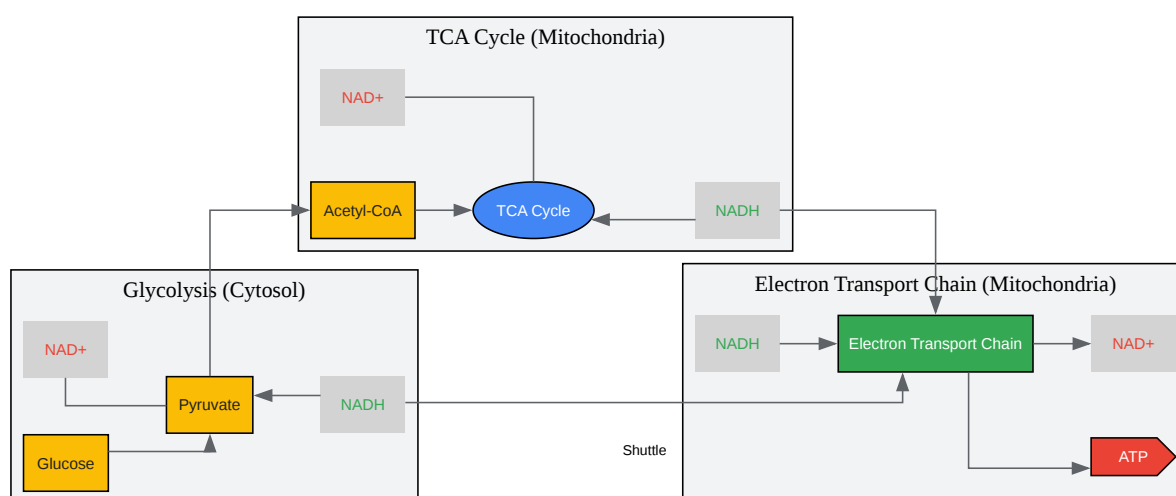 TCA Cycle (Mitochondria)
NAD+
Acetyl-CoA
TCA Cycle
NADH
Glycolysis (Cytosol)
NAD+
Pyruvate
NADH
Glucose
Shuttle
Electron Transport Chain (Mitochondria)
NADH
Electron Transport Chain
NAD+
ATP